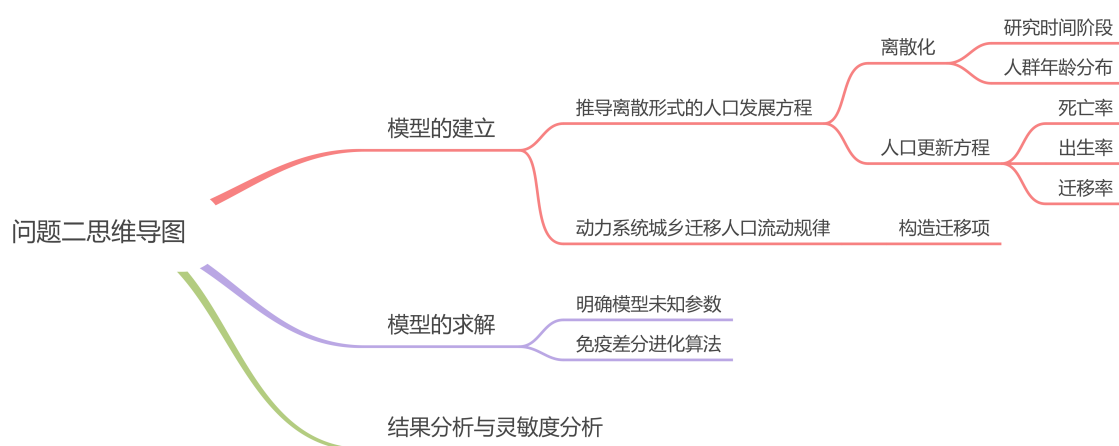 问题二思维导图
模型的建立
推导离散形式的人口发展方程
离散化
研究时间阶段
人群年龄分布
人口更新方程
死亡率
出生率
迁移率
动力系统城乡迁移人口流动规律
构造迁移项
模型的求解
明确模型未知参数
免疫差分进化算法
结果分析与灵敏度分析